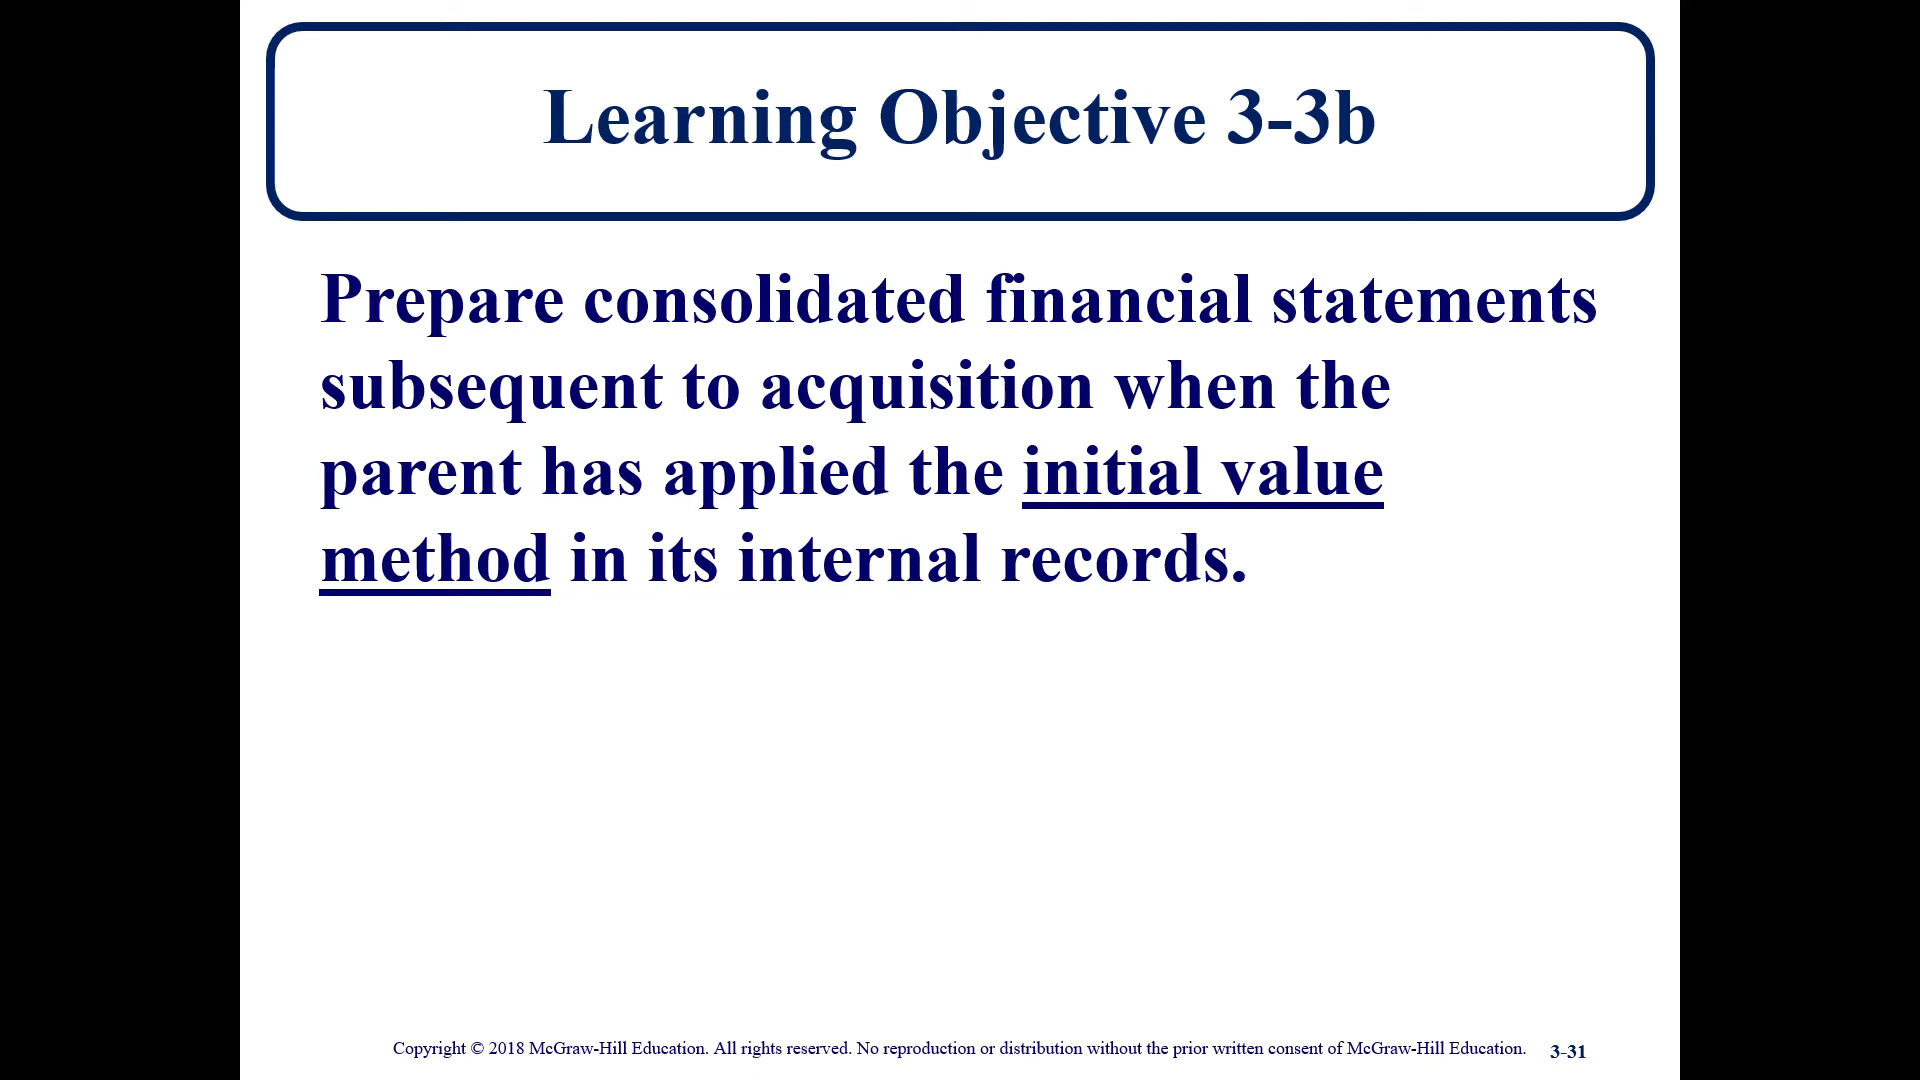 Learning Objective 3-3b
Prepare consolidated financial statements
subsequent to acquisition when the
parent has applied the initial value
method in its internal records.
Copyright © 2018 McGraw-Hill Education. All rights reserved. No reproduction or distribution without the prior written consent of McGraw-Hill Education.
3-31